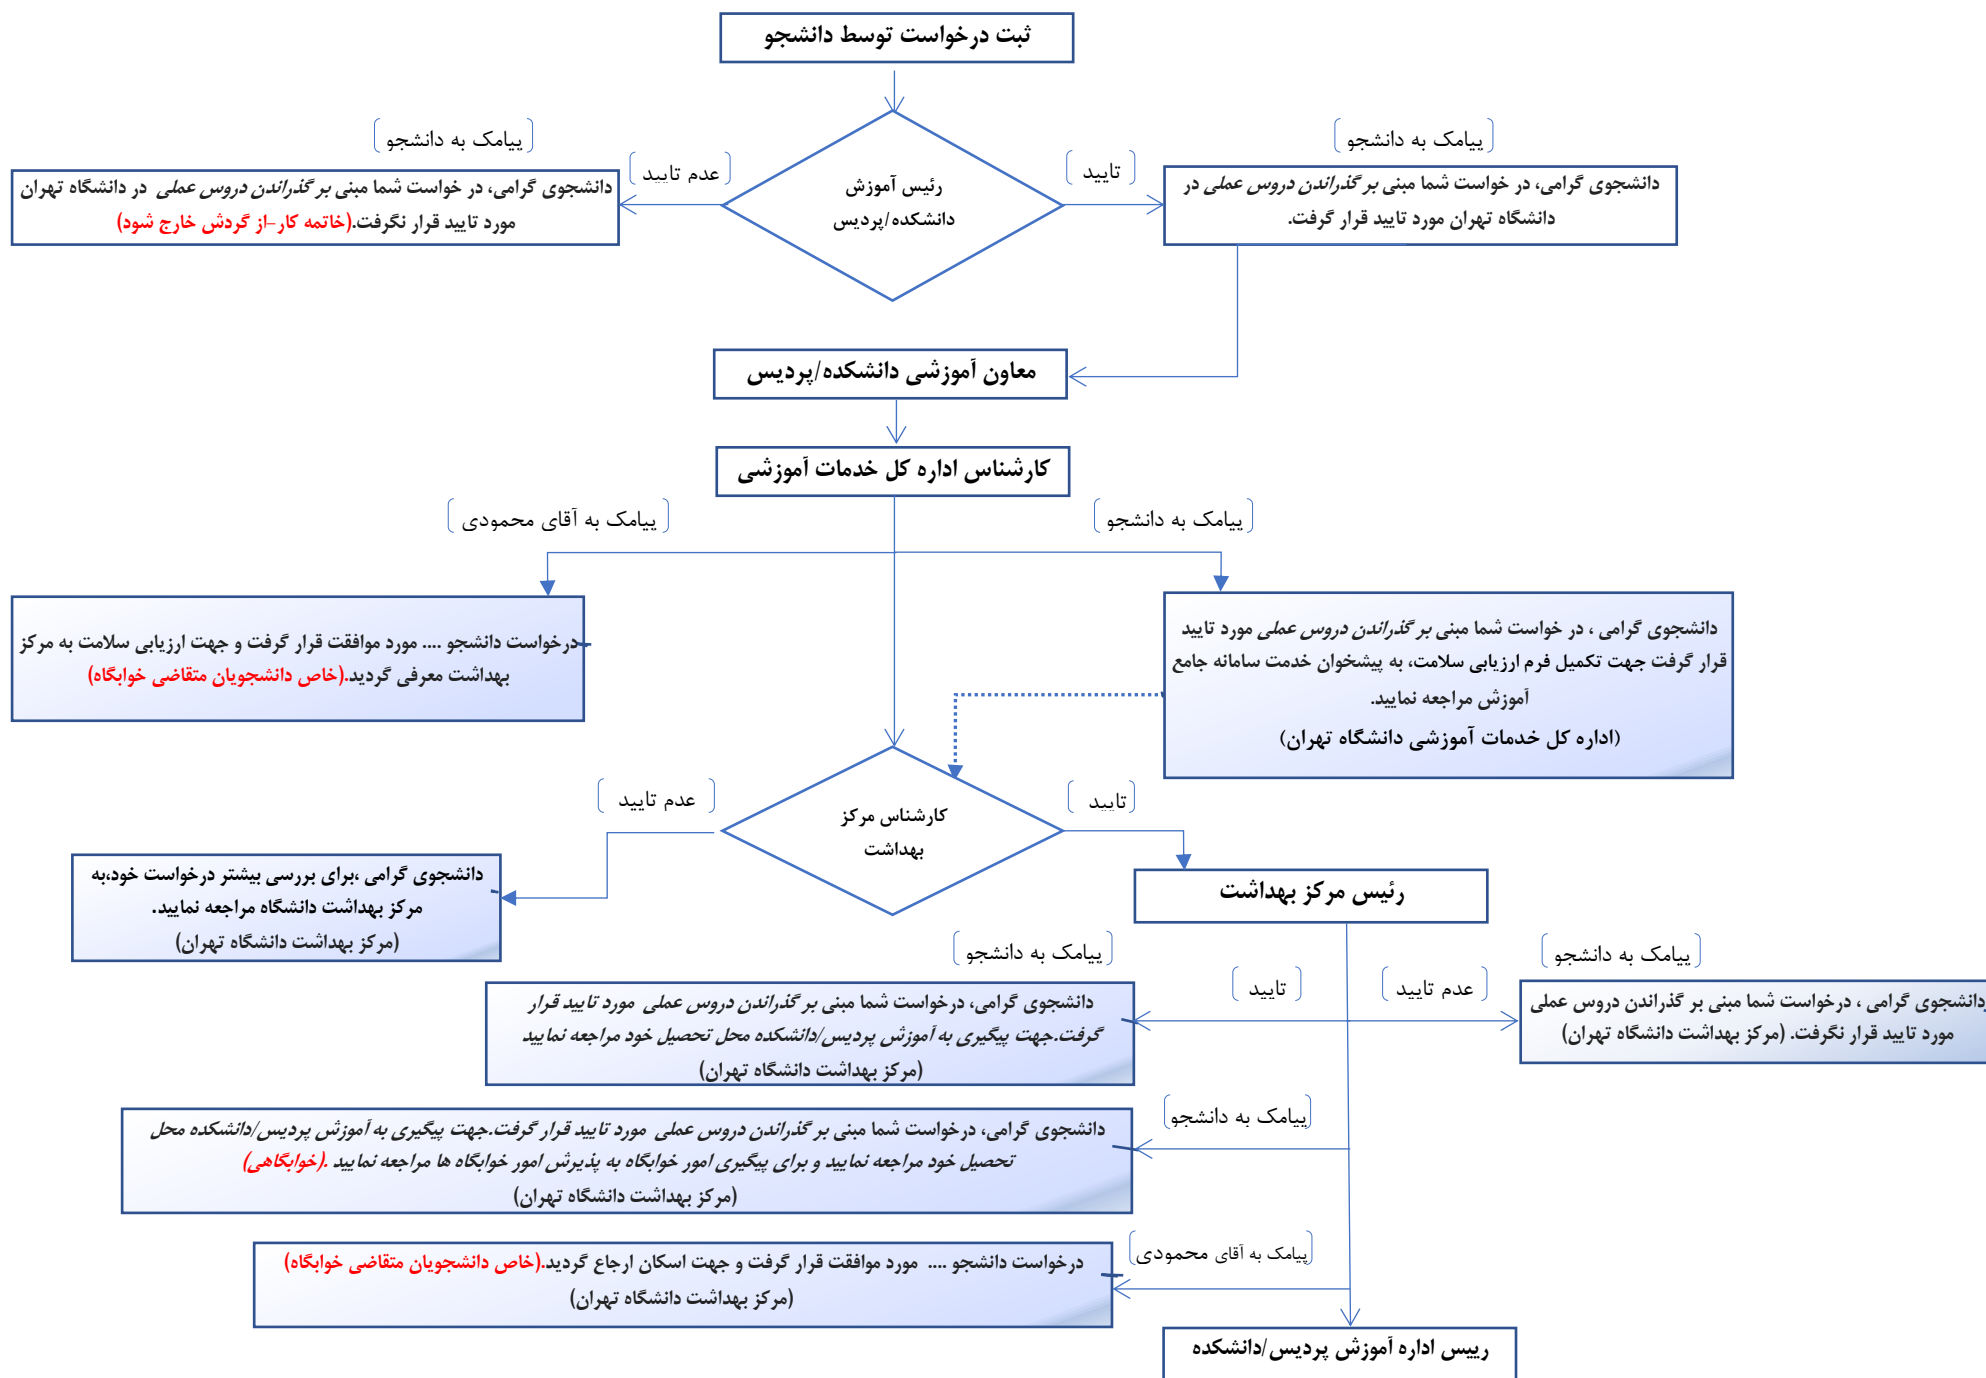 ثبت درخواست توسط دانشجو
پیامک به دانشجو
پیامک به دانشجو
تایید
عدم تایید
دانشجوی گرامی، در خواست شما مبنی بر گذراندن دروس عملی در
دانشگاه تهران مورد تایید قرار گرفت.
رئیس آموزش
دانشکده/پردیس
دانشجوی گرامی، در خواست شما مبنی بر گذراندن دروس عملی در دانشگاه تهران
مورد تایید قرار نگرفت.(خاتمه کار–از گردش خارج شود)
معاون آموزشی دانشکده/پردیس
کارشناس اداره کل خدمات آموزشی
پیامک به دانشجو
پیامک به آقای محمودی
دانشجوی گرامی ، در خواست شما مبنی بر گذراندن دروس عملی مورد تایید
قرار گرفت جهت تکمیل فرم ارزیابی سلامت، به پیشخوان خدمت سامانه جامع
آموزش مراجعه نمایید.
(اداره کل خدمات آموزشی دانشگاه تهران)
درخواست دانشجو .... مورد موافقت قرار گرفت و جهت ارزیابی سلامت به مرکز
بهداشت معرفی گردید.(خاص دانشجویان متقاضی خوابگاه)
تایید
عدم تایید
کارشناس مرکز
بهداشت
رئیس مرکز بهداشت
دانشجوی گرامی ،برای بررسی بیشتر درخواست خود،به
مرکز بهداشت دانشگاه مراجعه نمایید.
(مرکز بهداشت دانشگاه تهران)
پیامک به دانشجو
پیامک به دانشجو
عدم تایید
تایید
دانشجوی گرامی ، درخواست شما مبنی بر گذراندن دروس عملی
مورد تایید قرار نگرفت. (مرکز بهداشت دانشگاه تهران)
دانشجوی گرامی، درخواست شما مبنی بر گذراندن دروس عملی مورد تایید قرار
گرفت.جهت پیگیری به آموزش پردیس/دانشکده محل تحصیل خود مراجعه نمایید
(مرکز بهداشت دانشگاه تهران)
پیامک به دانشجو
دانشجوی گرامی، درخواست شما مبنی بر گذراندن دروس عملی مورد تایید قرار گرفت.جهت پیگیری به آموزش پردیس/دانشکده محل
تحصیل خود مراجعه نمایید و برای پیگیری امور خوابگاه به پذیرش امور خوابگاه ها مراجعه نمایید .(خوابگاهی)
(مرکز بهداشت دانشگاه تهران)
پیامک به آقای محمودی
درخواست دانشجو .... مورد موافقت قرار گرفت و جهت اسکان ارجاع گردید.(خاص دانشجویان متقاضی خوابگاه)
(مرکز بهداشت دانشگاه تهران)
رییس اداره آموزش پردیس/دانشکده